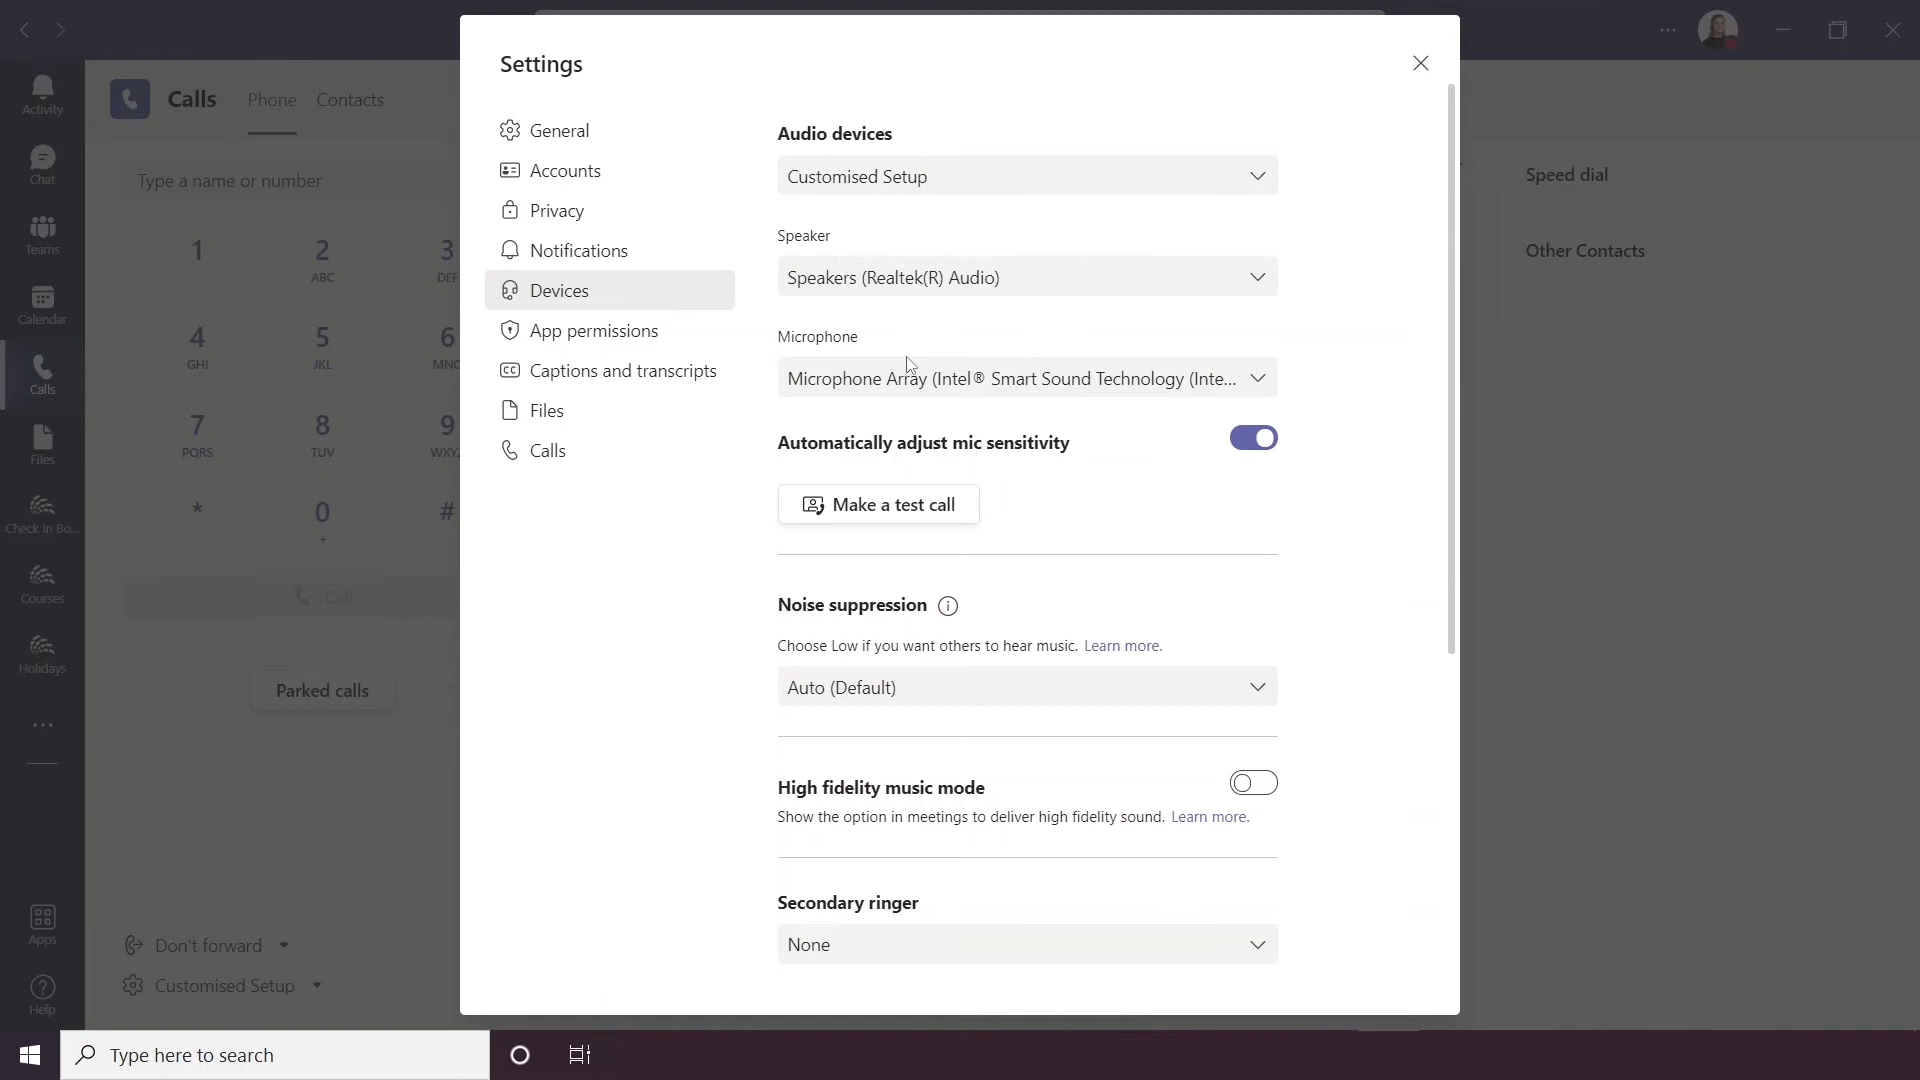 Settings
Activity
Chat
Teams
Calendar
Calls
Files
Check In Bo...
Courses
Holidays
Apps
Help
Calls
Phone
Contacts
Type a name or number
1
2
3
ABC
DEF
4
5
6
GHI
JKL
MNO
7
8
9
PQRS
TUV
WXYZ
*
0
#
+
Call
Parked calls
Don't forward
Customised Setup
General
Accounts
Privacy
Notifications
Devices
App permissions
Captions and transcripts
Files
Calls
Audio devices
Customised Setup
Speaker
Speakers (Realtek(R) Audio)
Microphone
Microphone Array (Intel® Smart Sound Technology (Inte...
Automatically adjust mic sensitivity
Make a test call
Noise suppression
Choose Low if you want others to hear music. Learn more.
Auto (Default)
High fidelity music mode
Show the option in meetings to deliver high fidelity sound. Learn more.
Secondary ringer
None
Speed dial
Other Contacts
Type here to search